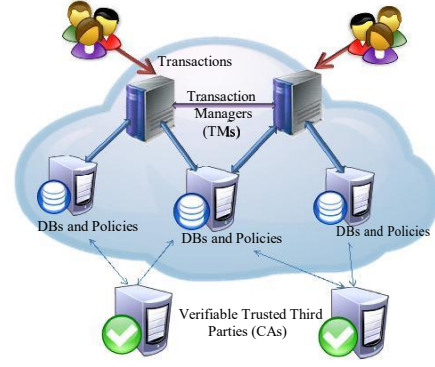 Transactions
Transaction
Managers
(TMs)
DBs and Policies
DBs and Policies
DBs and Policies
Verifiable Trusted Third
Parties (CAs)